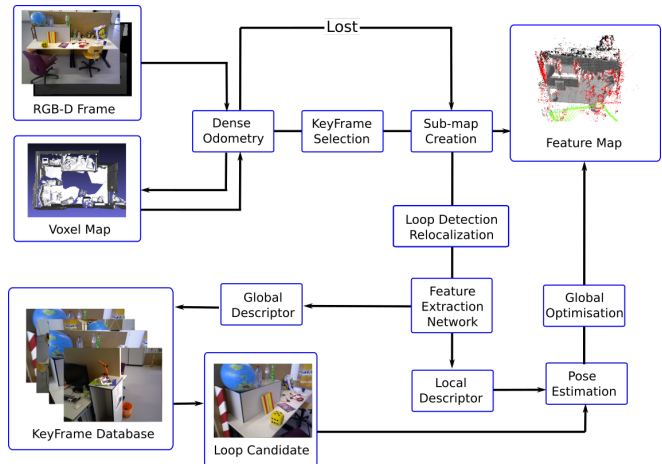 Lost
RGB-D Frame
Dense
Odometry
KeyFrame
Selection
Sub-map
Creation
Feature Map
Voxel Map
Loop Detection
Relocalization
Global
Descriptor
Feature
Extraction
Network
Global
Optimisation
Local
Descriptor
Pose
Estimation
KeyFrame Database
Loop Candidate